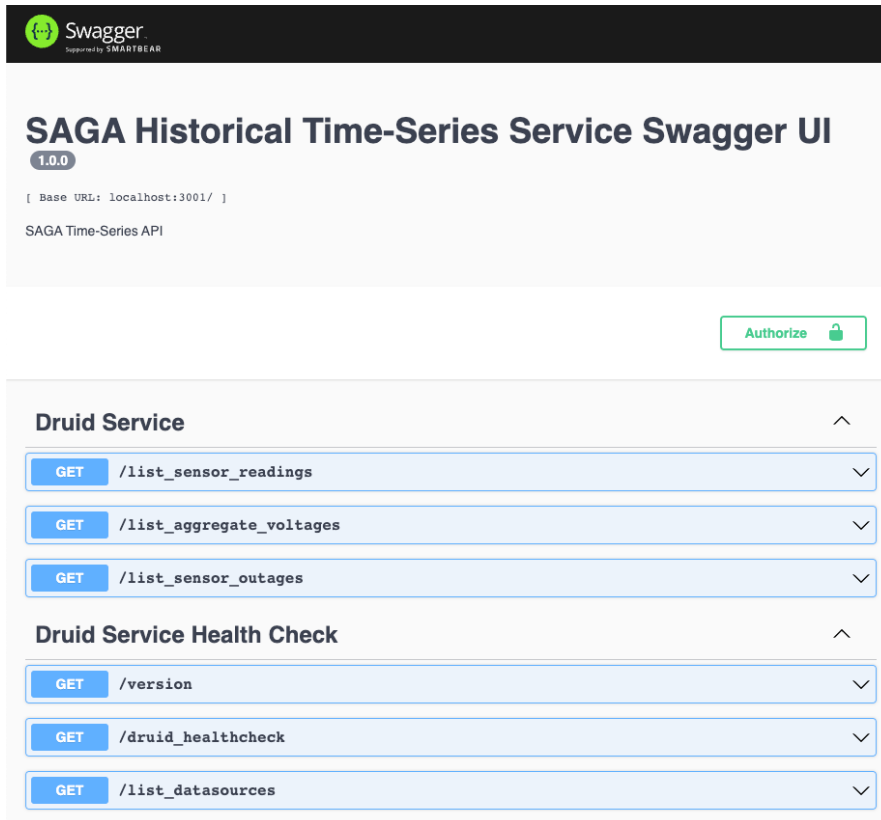 {···} Swagger.
Supported by SMARTBEAR
SAGA Historical Time-Series Service Swagger UI
1.0.0
[ Base URL: localhost:3001/ ]
SAGA Time-Series API
Authorize
Druid Service
GET /list_sensor_readings
GET /list_aggregate_voltages
GET /list_sensor_outages
Druid Service Health Check
GET /version
GET /druid_healthcheck
GET /list_datasources